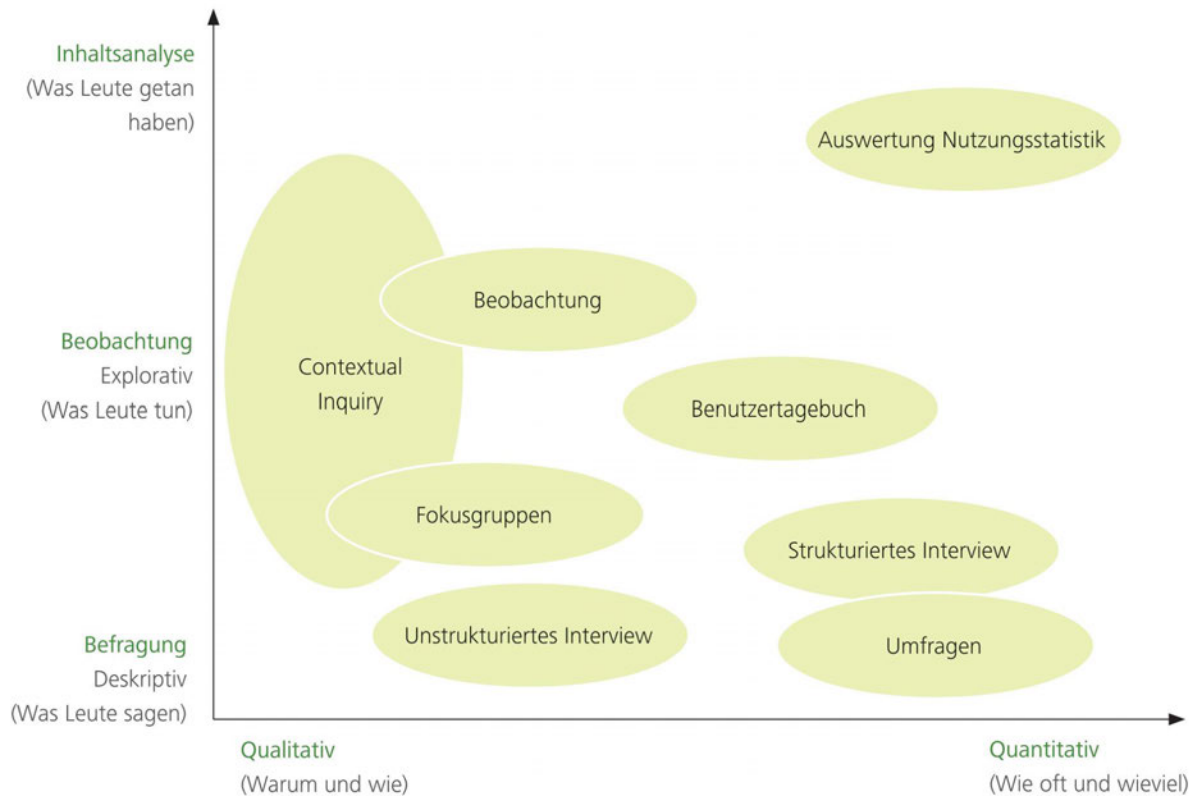 Inhaltsanalyse
(Was Leute getan
haben)
Auswertung Nutzungsstatistik
Beobachtung
Beobachtung
Explorativ
(Was Leute tun)
Contextual
Inquiry
Benutzertagebuch
Fokusgruppen
Strukturiertes Interview
Unstrukturiertes Interview
Umfragen
Befragung
Deskriptiv
(Was Leute sagen)
Qualitativ
(Warum und wie)
Quantitativ
(Wie oft und wieviel)